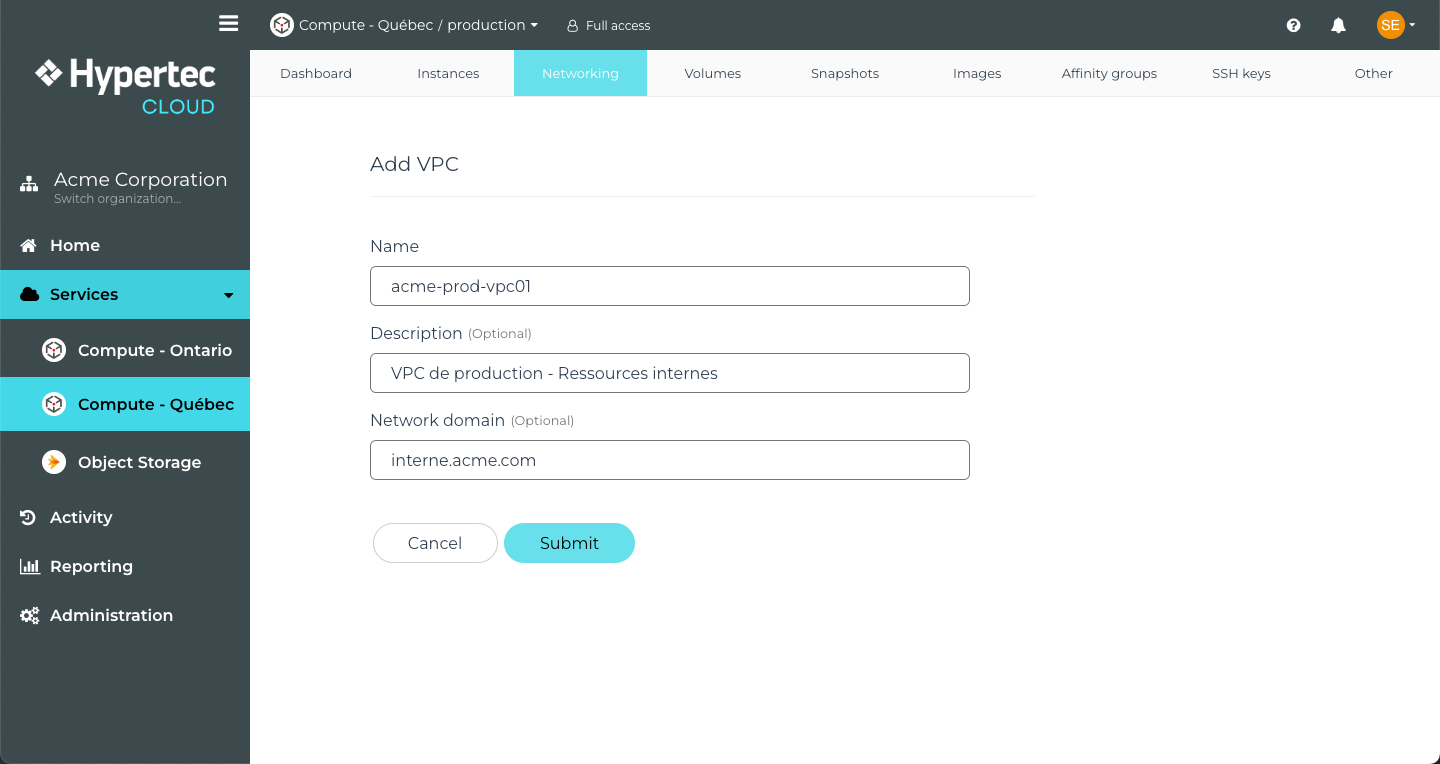 Compute - Québec / production
Full access
SE
Hypertec
CLOUD
Dashboard
Instances
Networking
Volumes
Snapshots
Images
Affinity groups
SSH keys
Other
Acme Corporation
Switch organization...
Home
Services
Compute - Ontario
Compute - Québec
Object Storage
Activity
Reporting
Administration
Add VPC
Name
acme-prod-vpc01
Description (Optional)
VPC de production - Ressources internes
Network domain (Optional)
interne.acme.com
Cancel
Submit